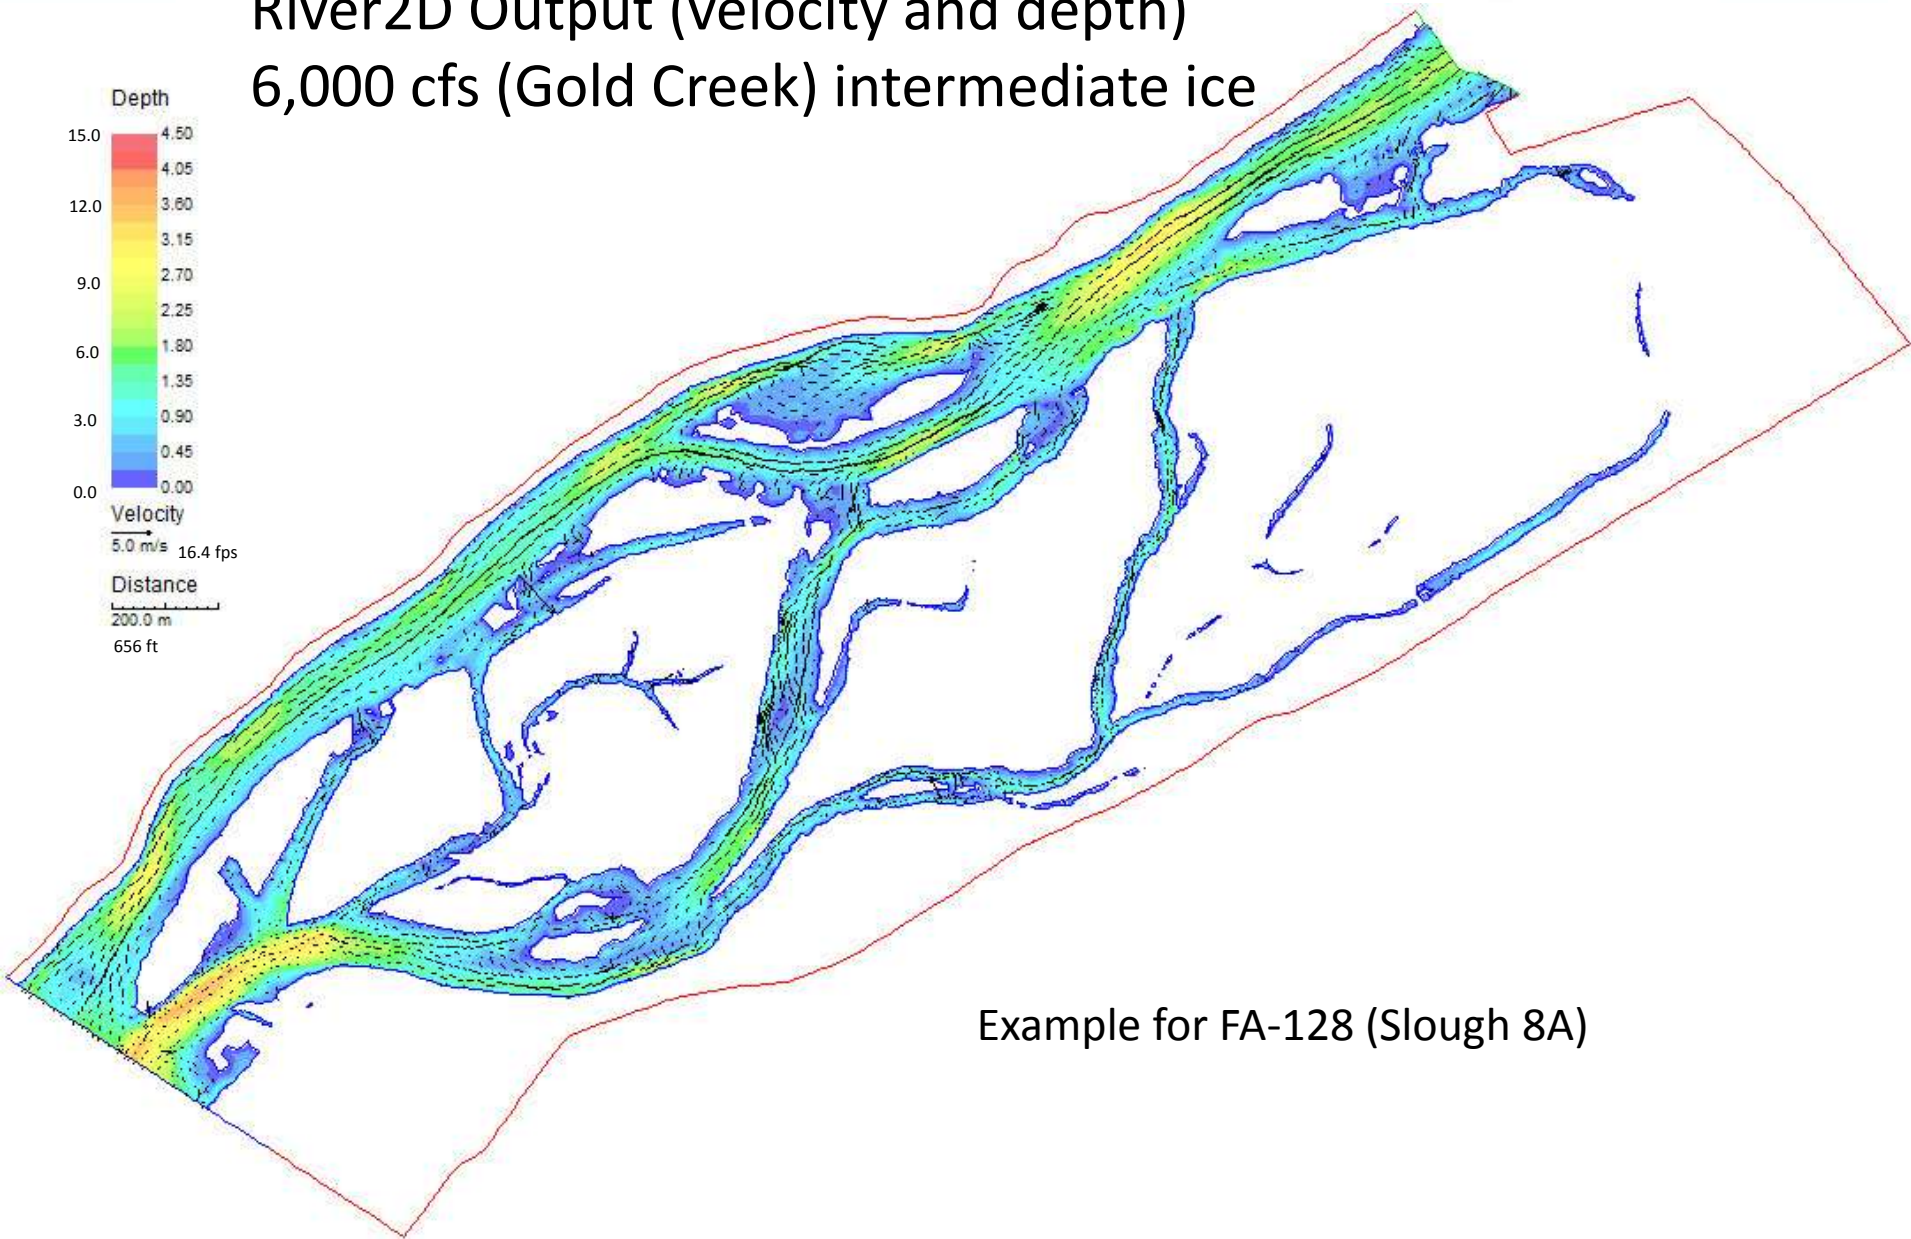 River2D Output (velocity and depth)
6,000 cfs (Gold Creek) intermediate ice
Depth
15.0 4.50
4.05
12.0 3.60
3.15
9.0 2.70
2.25
6.0 1.80
1.35
3.0 0.90
0.45
0.0 0.00
Velocity
5.0 m/s 16.4 fps
Distance
200.0 m
656 ft
Example for FA-128 (Slough 8A)